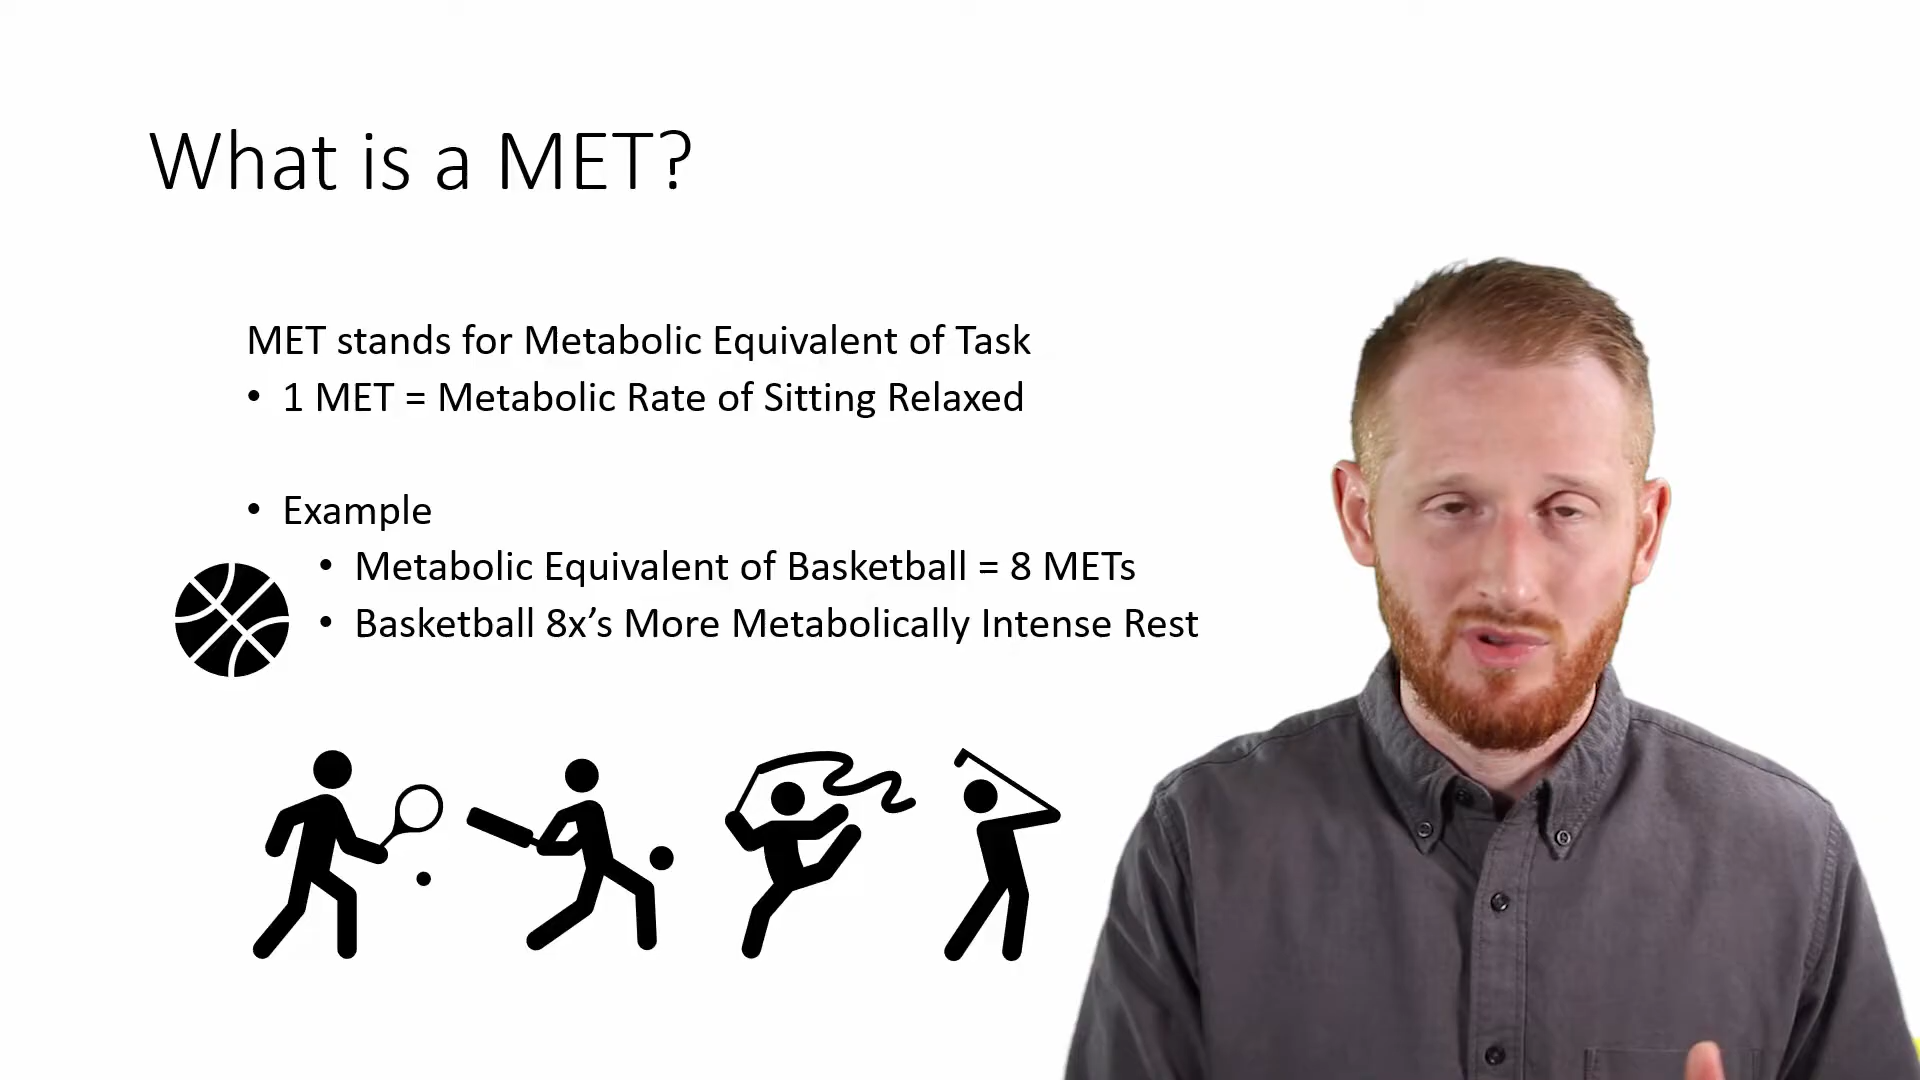 What is a MET?
MET stands for Metabolic Equivalent of Task
• 1 MET = Metabolic Rate of Sitting Relaxed
• Example
• Metabolic Equivalent of Basketball = 8 METs
• Basketball 8x’s More Metabolically Intense Rest